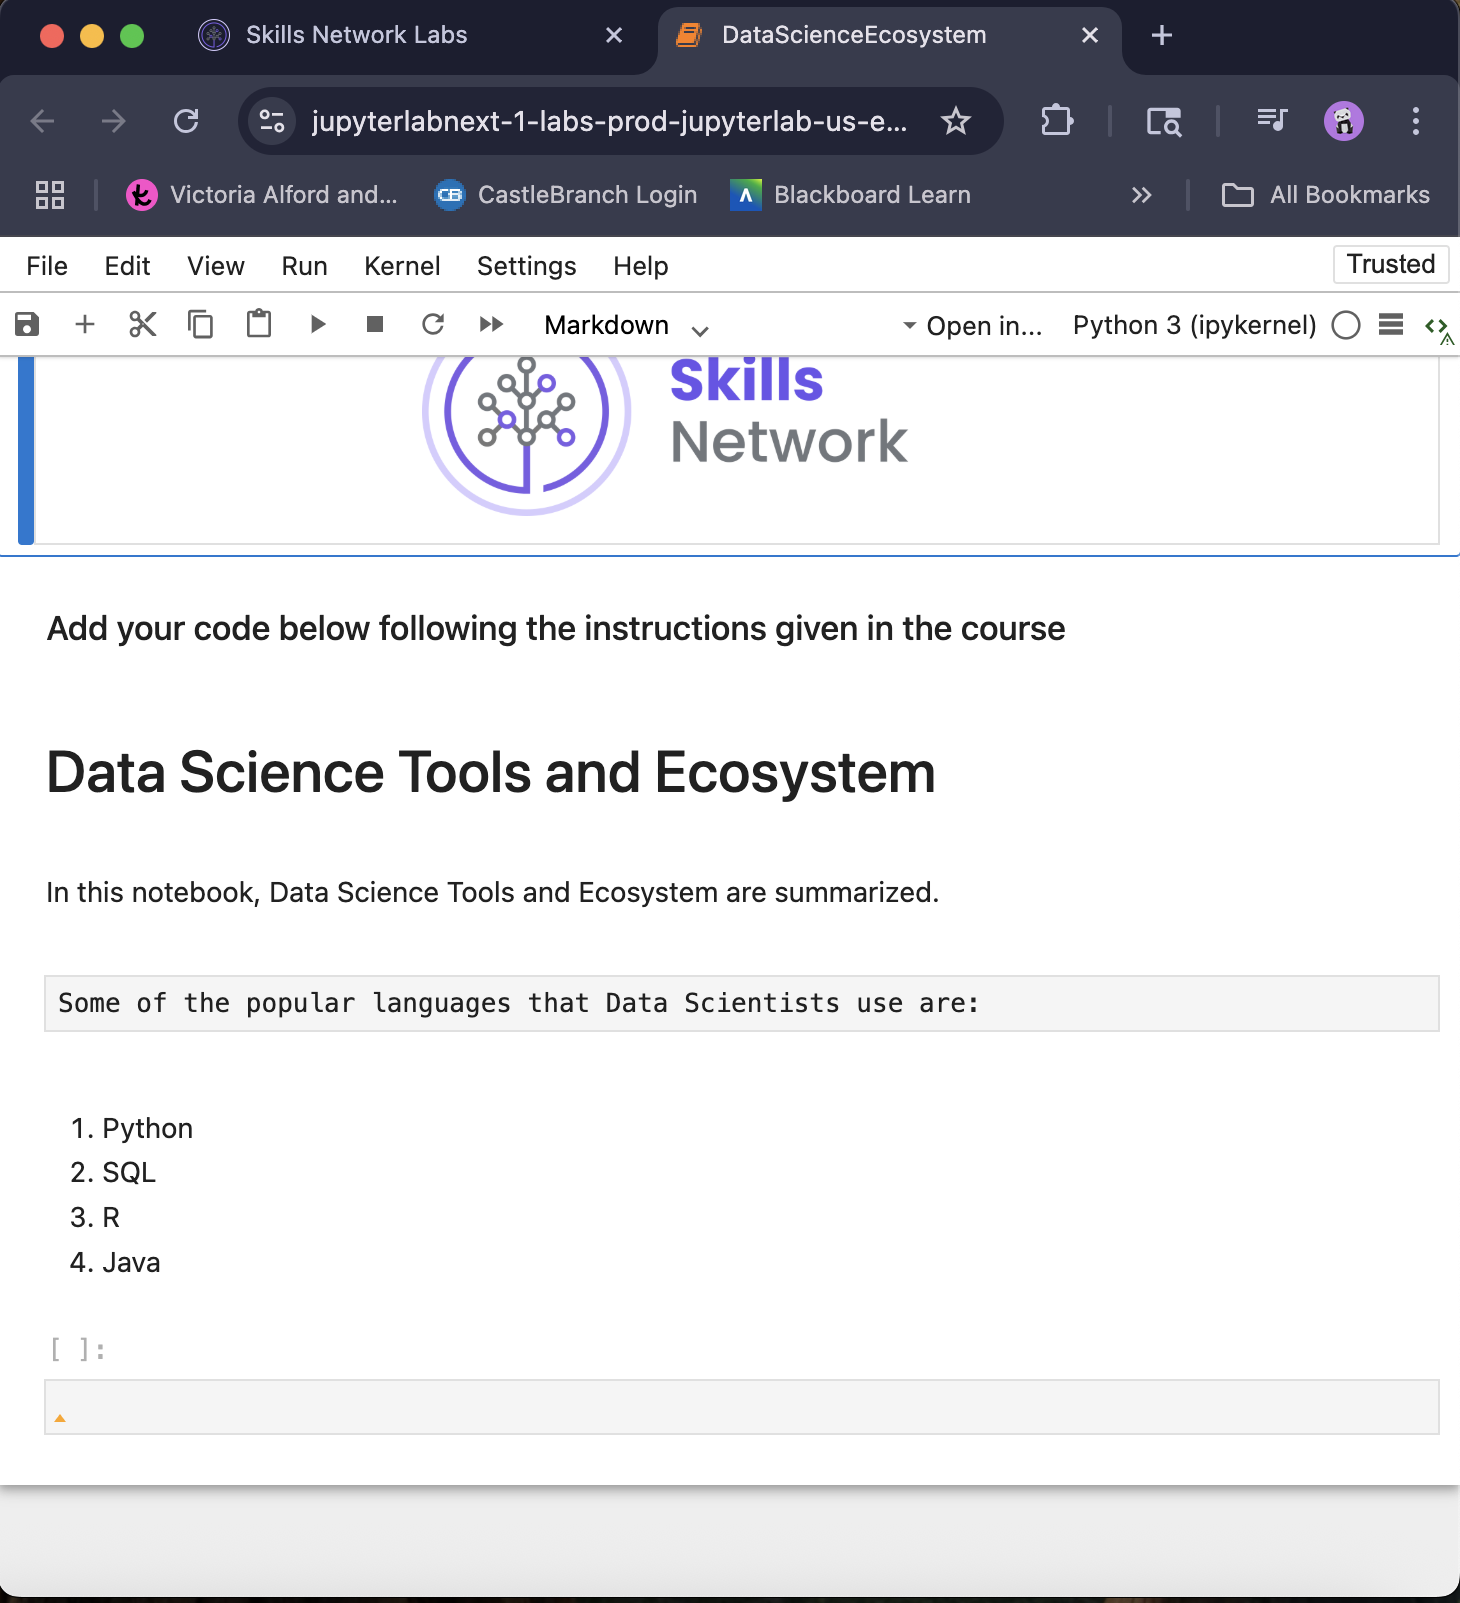 Skills Network Labs
DataScienceEcosystem
jupyterlabnext-1-labs-prod-jupyterlab-us-e...
Victoria Alford and...
CB
CastleBranch Login
Blackboard Learn
All Bookmarks
File Edit View Run Kernel Settings Help
Trusted
Markdown
Open in...
Python 3 (ipykernel)
Skills
Network
Add your code below following the instructions given in the course
Data Science Tools and Ecosystem
In this notebook, Data Science Tools and Ecosystem are summarized.
Some of the popular languages that Data Scientists use are:
1. Python
2. SQL
3. R
4. Java
[ ]: